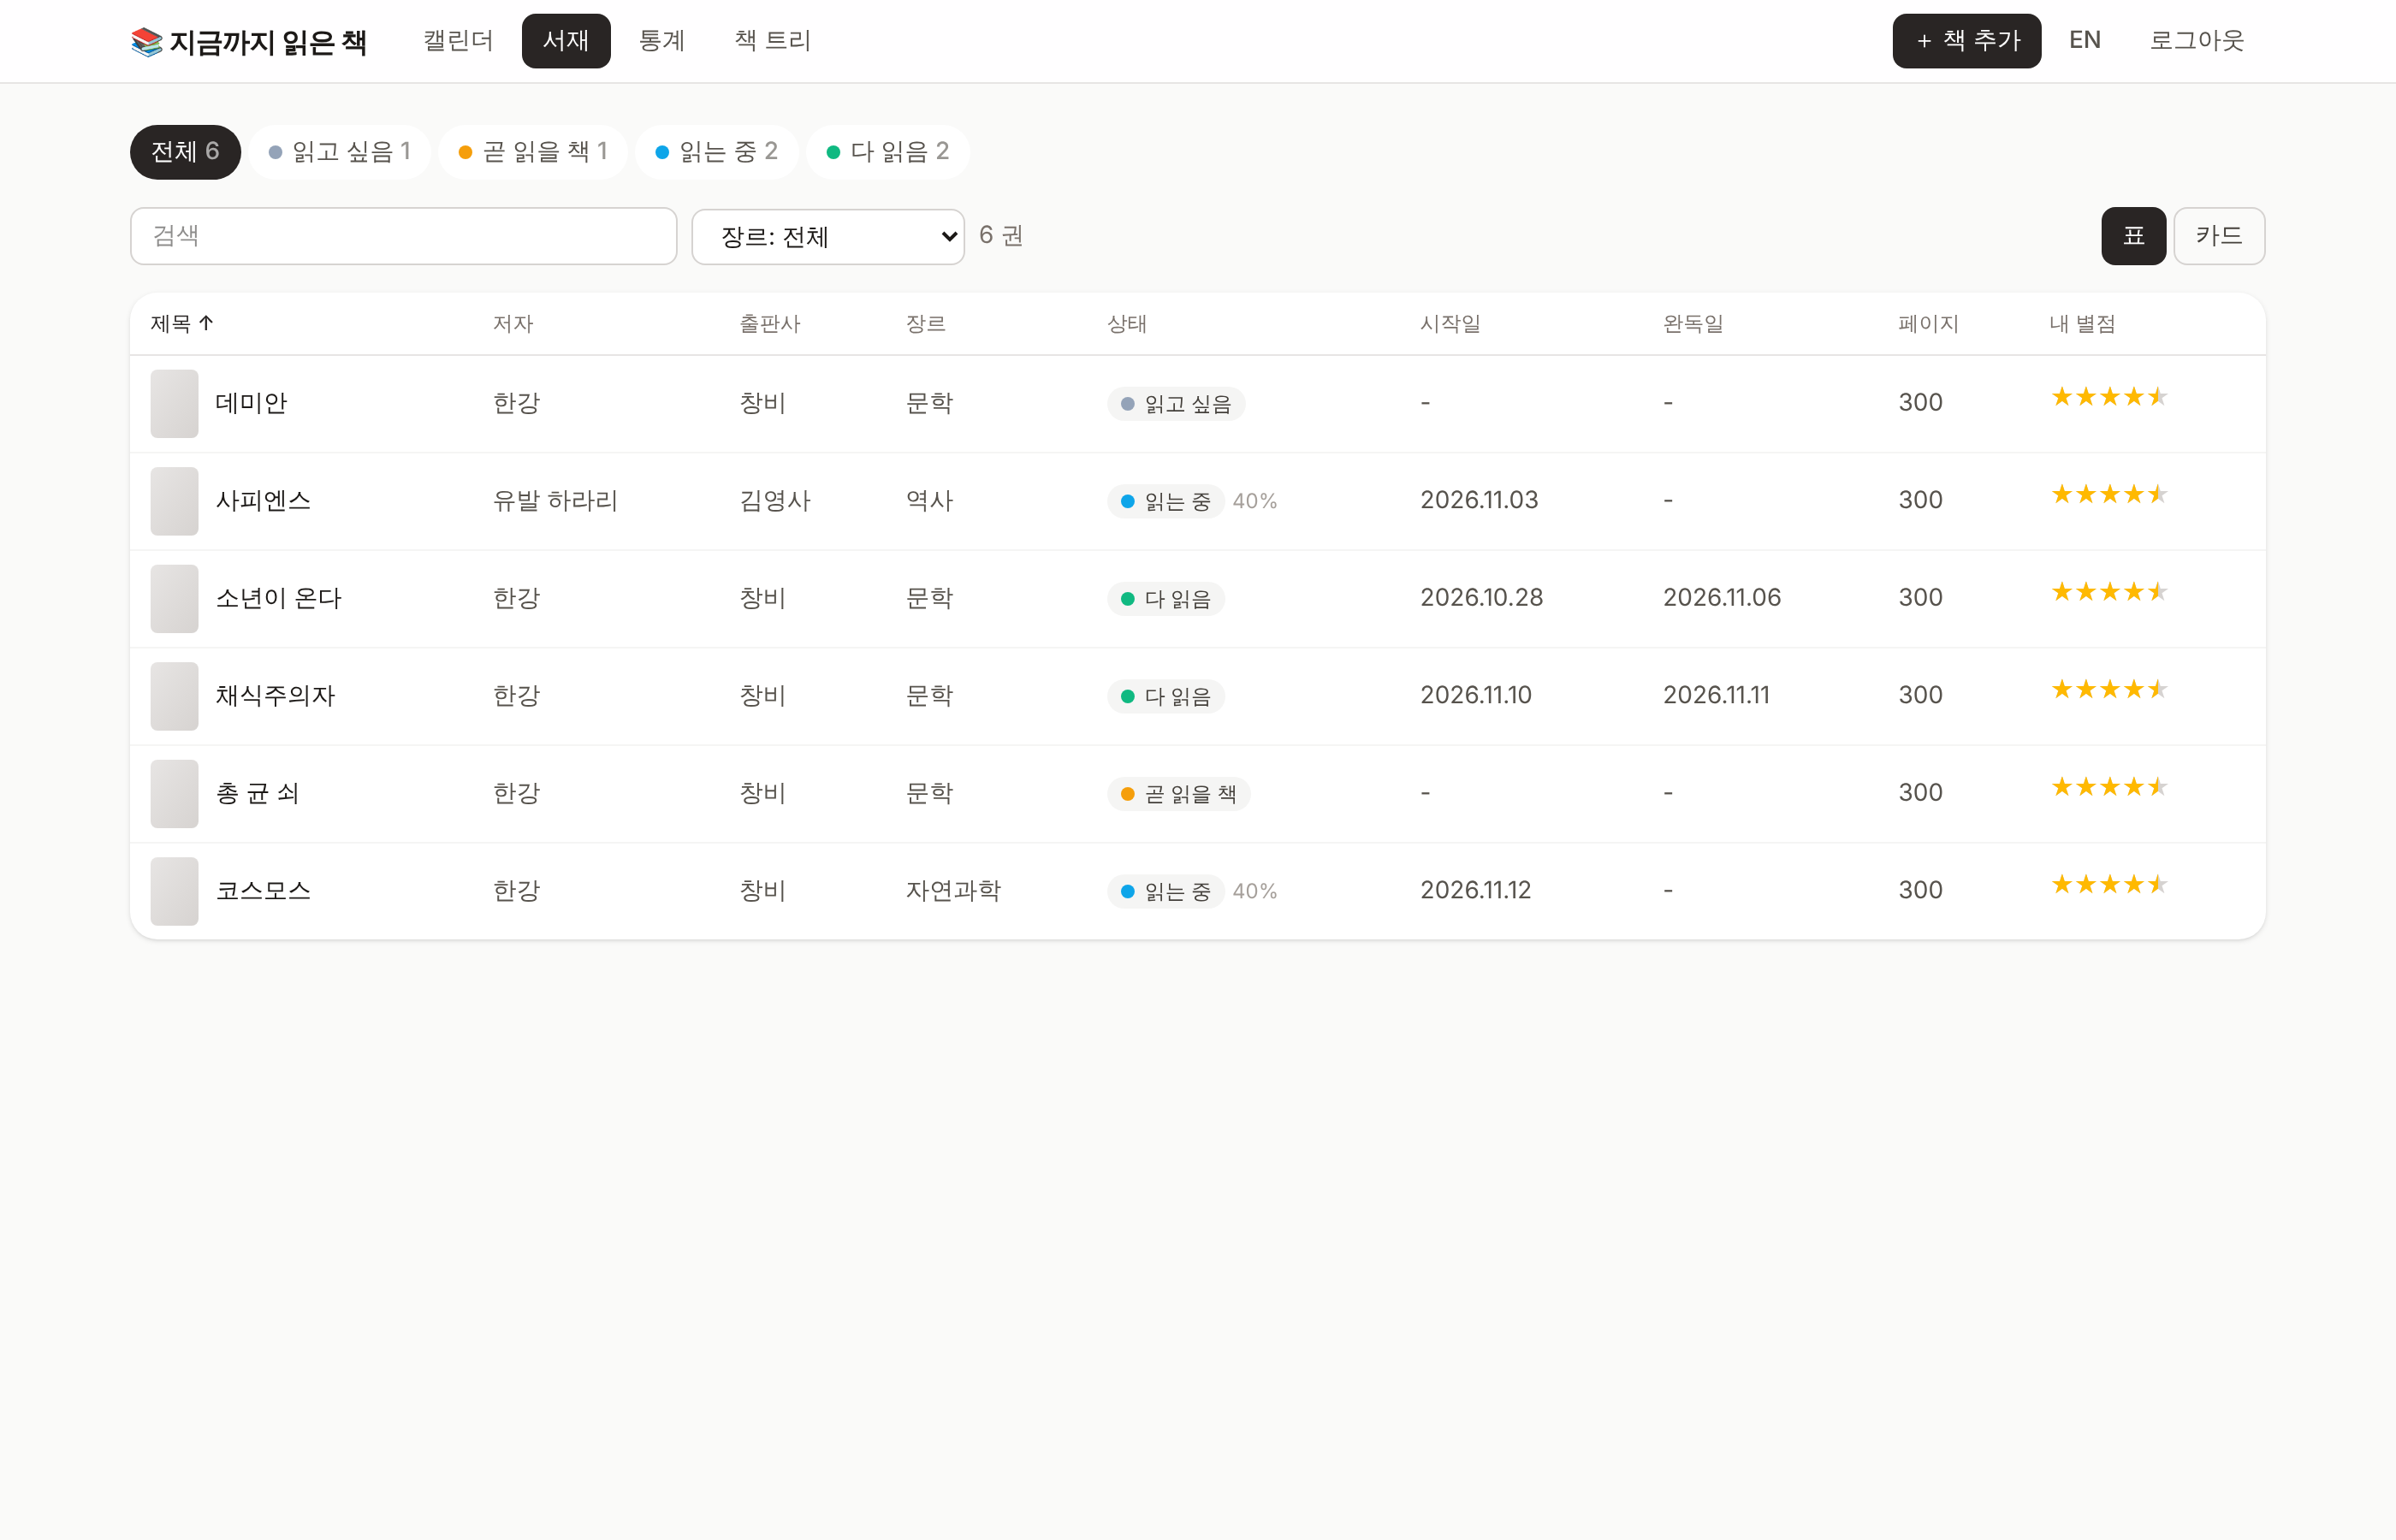 📚 지금까지 읽은 책 캘린더 서재 통계 책 트리 + 책 추가 EN 로그아웃
전체 6 읽고 싶음 1 곧 읽을 책 1 읽는 중 2 다 읽음 2
검색 장르: 전체 6 권 표 카드
제목 ↑ 저자 출판사 장르 상태 시작일 완독일 페이지 내 별점
데미안 한강 창비 문학 읽고 싶음 - - 300 ★★★★★
사피엔스 유발 하라리 김영사 역사 읽는 중 40% 2026.11.03 - 300 ★★★★★
소년이 온다 한강 창비 문학 다 읽음 2026.10.28 2026.11.06 300 ★★★★★
채식주의자 한강 창비 문학 다 읽음 2026.11.10 2026.11.11 300 ★★★★★
총 균 쇠 한강 창비 문학 곧 읽을 책 - - 300 ★★★★★
코스모스 한강 창비 자연과학 읽는 중 40% 2026.11.12 - 300 ★★★★★